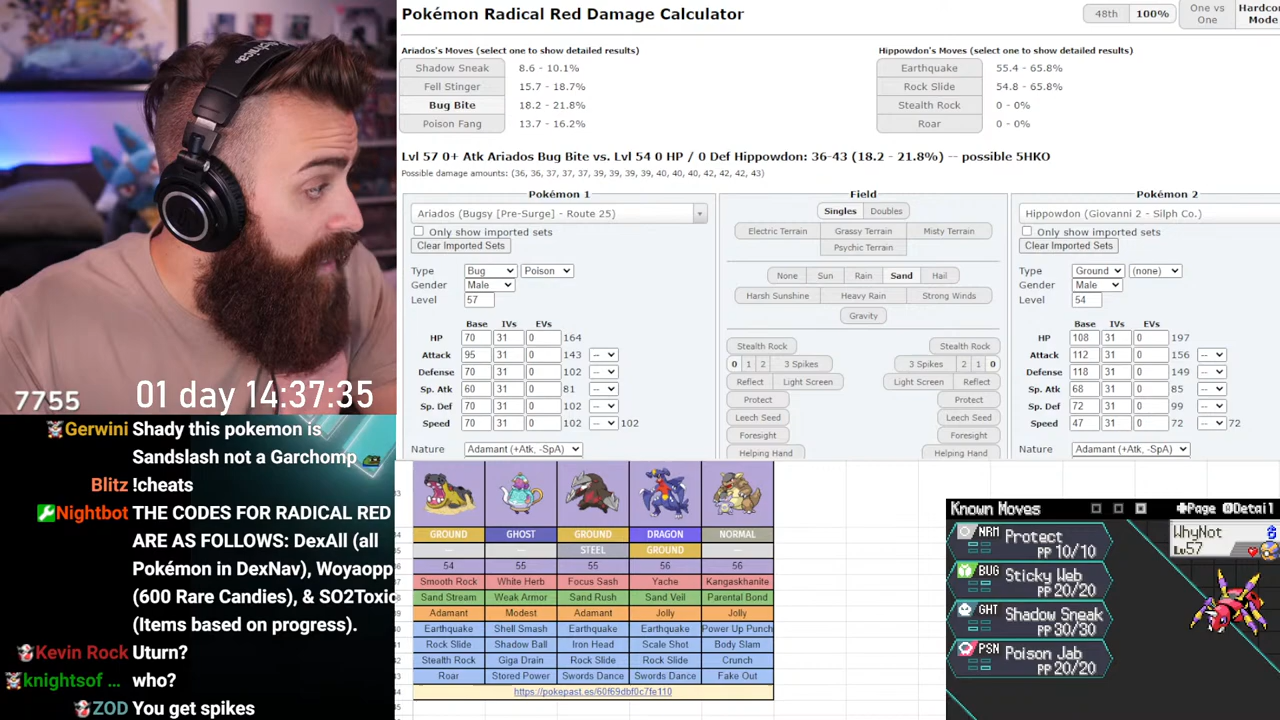 Pokémon Radical Red Damage Calculator
48th 100%
One vs One
Hardcore Mode
Ariados's Moves (select one to show detailed results)
Shadow Sneak 8.6 - 10.1%
Fell Stinger 15.7 - 18.7%
Bug Bite 18.2 - 21.8%
Poison Fang 13.7 - 16.2%
Hippowdon's Moves (select one to show detailed results)
Earthquake 55.4 - 65.8%
Rock Slide 54.8 - 65.8%
Stealth Rock 0 - 0%
Roar 0 - 0%
Lvl 57 0+ Atk Ariados Bug Bite vs. Lvl 54 0 HP / 0 Def Hippowdon: 36-43 (18.2 - 21.8%) -- possible 5HKO
Possible damage amounts: (36, 36, 37, 37, 37, 39, 39, 39, 39, 40, 40, 40, 42, 42, 42, 43)
Pokémon 1
Ariados (Bugsy [Pre-Surge] - Route 25)
Only show imported sets
Clear Imported Sets
Type Bug Poison
Gender Male
Level 57
Base IVs EVs
HP 70 31 0 164
Attack 95 31 0 143 --
Defense 70 31 0 102 --
Sp. Atk 60 31 0 81 --
Sp. Def 70 31 0 102 --
Speed 70 31 0 102 -- 102
Nature Adamant (+Atk, -SpA)
Field
Singles Doubles
Electric Terrain Grassy Terrain Misty Terrain
Psychic Terrain
None Sun Rain Sand Hail
Harsh Sunshine Heavy Rain Strong Winds
Gravity
Stealth Rock Stealth Rock
0 1 2 3 Spikes 3 Spikes 2 1 0
Reflect Light Screen Light Screen Reflect
Protect Protect
Leech Seed Leech Seed
Foresight Foresight
Helping Hand Helping Hand
Pokémon 2
Hippowdon (Giovanni 2 - Silph Co.)
Only show imported sets
Clear Imported Sets
Type Ground (none)
Gender Male
Level 54
Base IVs EVs
HP 108 31 0 197
Attack 112 31 0 156 --
Defense 118 31 0 149 --
Sp. Atk 68 31 0 85 --
Sp. Def 72 31 0 99 --
Speed 47 31 0 72 -- 72
Nature Adamant (+Atk, -SpA)
7755 01 day 14:37:35
Gerwini Shady this pokemon is
Sandslash not a Garchomp
Blitz !cheats
Nightbot THE CODES FOR RADICAL RED
ARE AS FOLLOWS: DexAll (all
Pokémon in DexNav), Woyaopp
(600 Rare Candies), & SO2Toxic
(Items based on progress).
Kevin Rock Uturn?
knightsof ... who?
ZOD You get spikes
GROUND GHOST GROUND DRAGON NORMAL
— — STEEL GROUND —
54 55 55 56 56
Smooth Rock White Herb Focus Sash Yache Kangaskhanite
Sand Stream Weak Armor Sand Rush Sand Veil Parental Bond
Adamant Modest Adamant Jolly Jolly
Earthquake Shell Smash Earthquake Earthquake Power Up Punch
Rock Slide Shadow Ball Iron Head Scale Shot Body Slam
Stealth Rock Giga Drain Rock Slide Rock Slide Crunch
Roar Stored Power Swords Dance Swords Dance Fake Out
https://pokepast.es/60f69dbf0c7fe110
Known Moves Page Detail
NRM Protect
PP 10/10
BUG Sticky Web
PP 20/20
GHT Shadow Sneak
PP 30/30
PSN Poison Jab
PP 20/20
WhyNot
Lv57